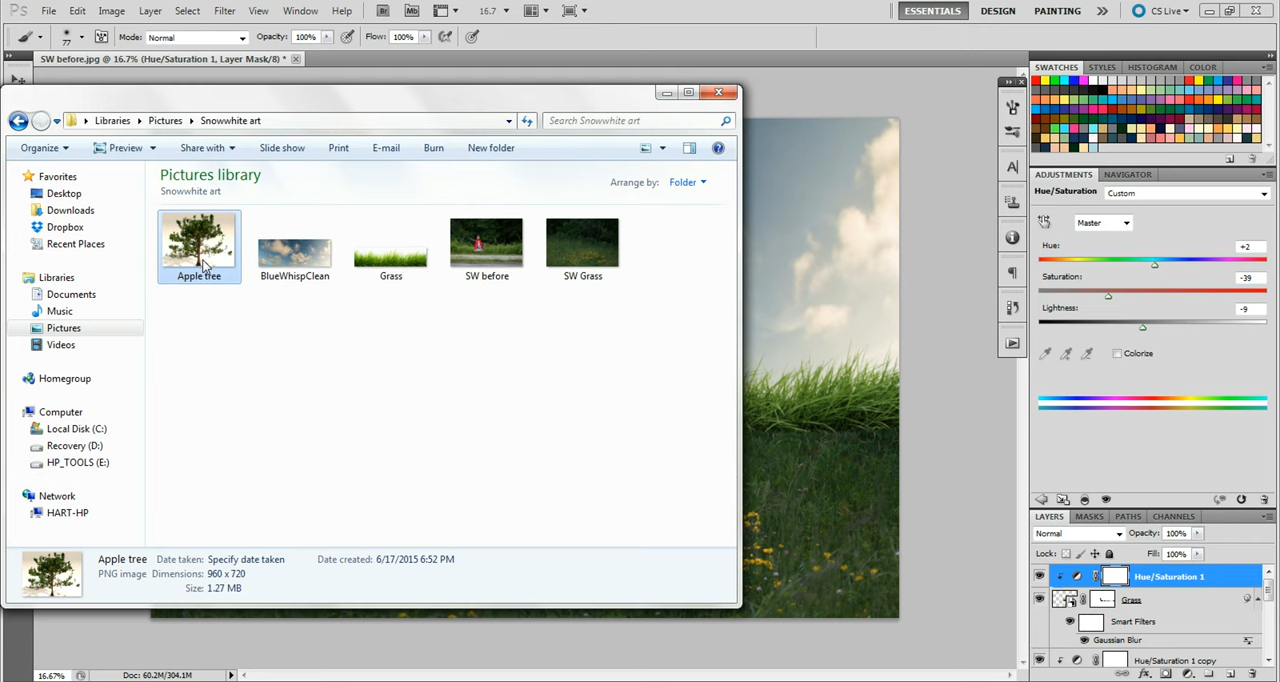 Ps File Edit Image Layer Select Filter View Window Help Br Mb 16.7 ESSENTIALS DESIGN PAINTING CS Live
77 Mode: Normal Opacity: 100% Flow: 100%
SW before.jpg @ 16.7% (Hue/Saturation 1, Layer Mask/8) *
Libraries Pictures Snowwhite art Search Snowwhite art
Organize Preview Share with Slide show Print E-mail Burn New folder
Favorites
Desktop
Downloads
Dropbox
Recent Places
Libraries
Documents
Music
Pictures
Videos
Homegroup
Computer
Local Disk (C:)
Recovery (D:)
HP_TOOLS (E:)
Network
HART-HP
Pictures library
Snowwhite art
Arrange by: Folder
Apple tree BlueWhispClean Grass SW before SW Grass
Apple tree Date taken: Specify date taken Date created: 6/17/2015 6:52 PM
PNG image Dimensions: 960 x 720
Size: 1.27 MB
SWATCHES STYLES HISTOGRAM COLOR
ADJUSTMENTS NAVIGATOR
Hue/Saturation Custom
Master
Hue: +2
Saturation: -39
Lightness: -9
Colorize
LAYERS MASKS PATHS CHANNELS
Normal Opacity: 100%
Lock: Fill: 100%
Hue/Saturation 1
Grass
Smart Filters
Gaussian Blur
Hue/Saturation 1 copy
16.67% Doc: 60.2M/304.1M